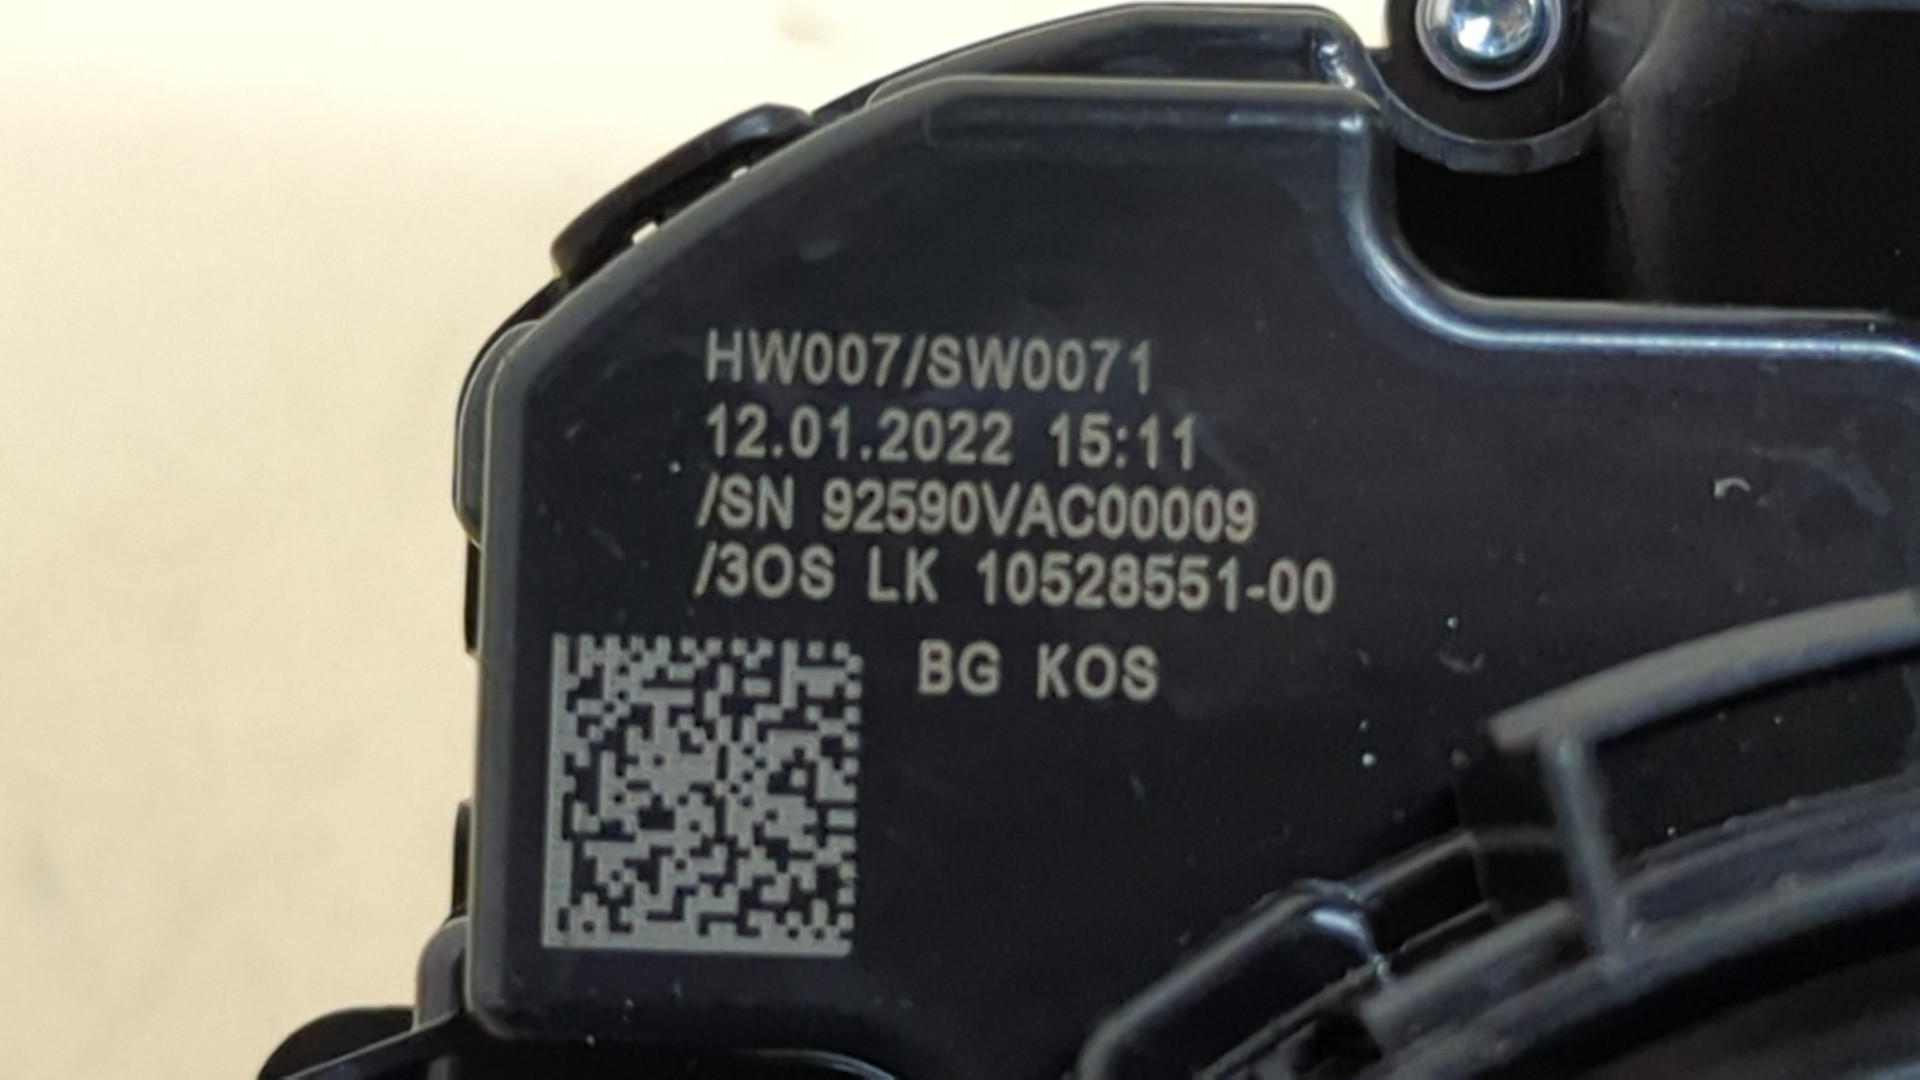 HW007/SW0071
12.01.2022 15:11
/SN 92590VAC00009
/3OS LK 10528551-00
BG KOS